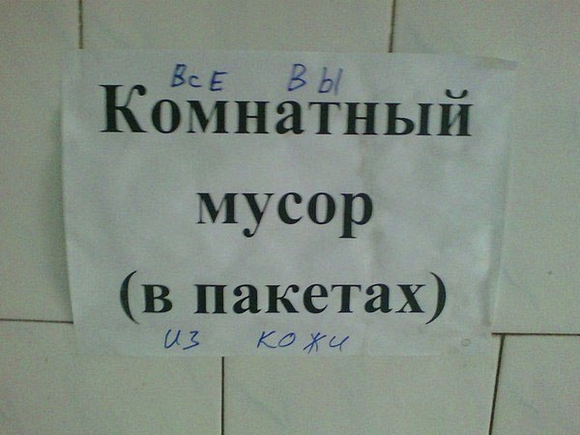 ВСЕ ВЫ
Комнатный
мусор
(в пакетах)
из кожи